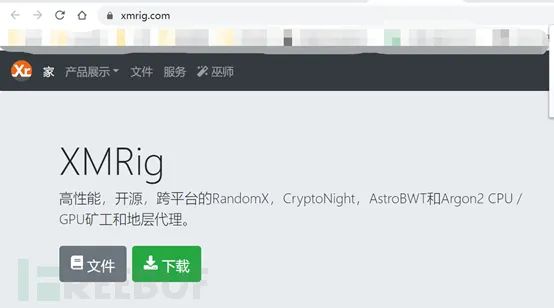 xmrig.com
Xr
家 产品展示 文件 服务 巫师
XMRig
高性能，开源，跨平台的RandomX，CryptoNight，AstroBWT和Argon2 CPU /
GPU矿工和地层代理。
文件 下载
FREEBUF